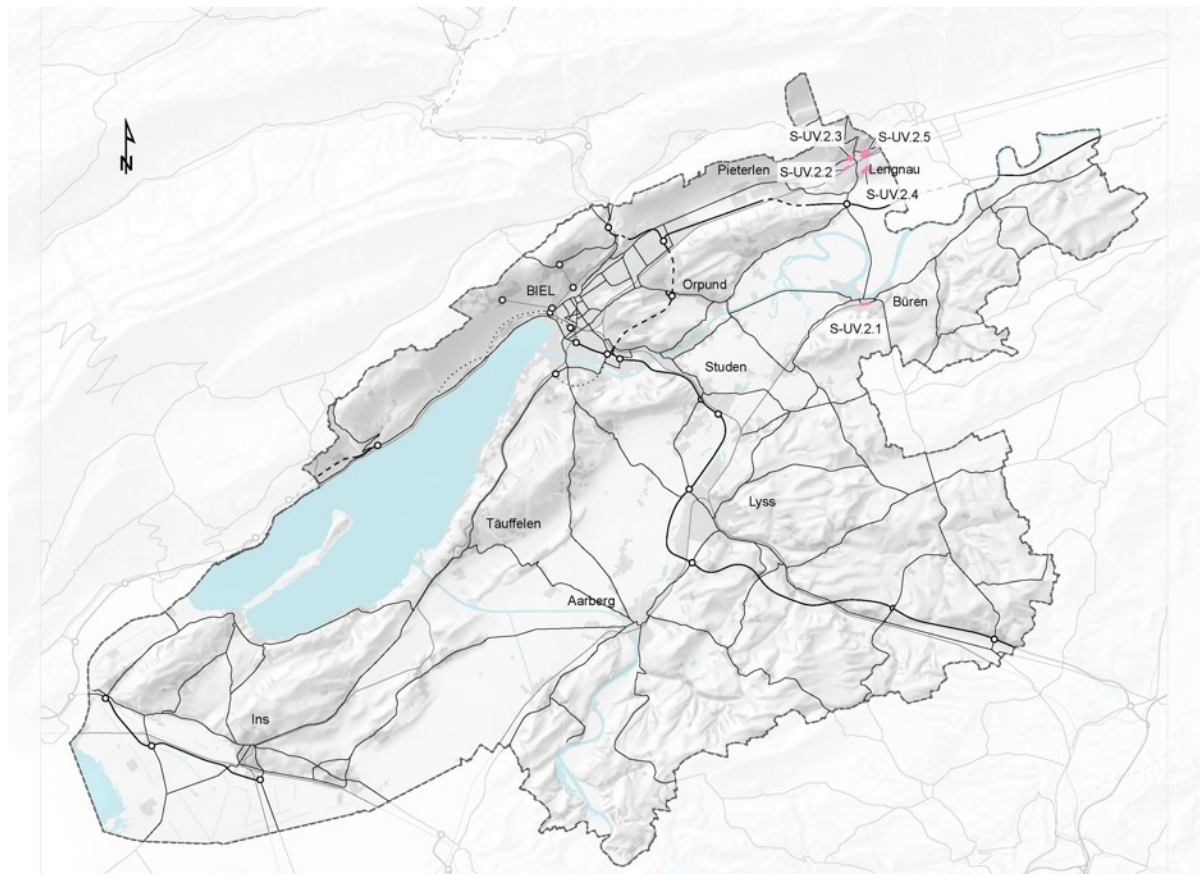 S-UV.2.3
S-UV.2.5
Pieterlen
S-UV.2.2
Lengnau
S-UV.2.4
N
Orpund
BIEL
Büren
S-UV.2.1
Studen
Lyss
Täuffelen
Aarberg
Ins